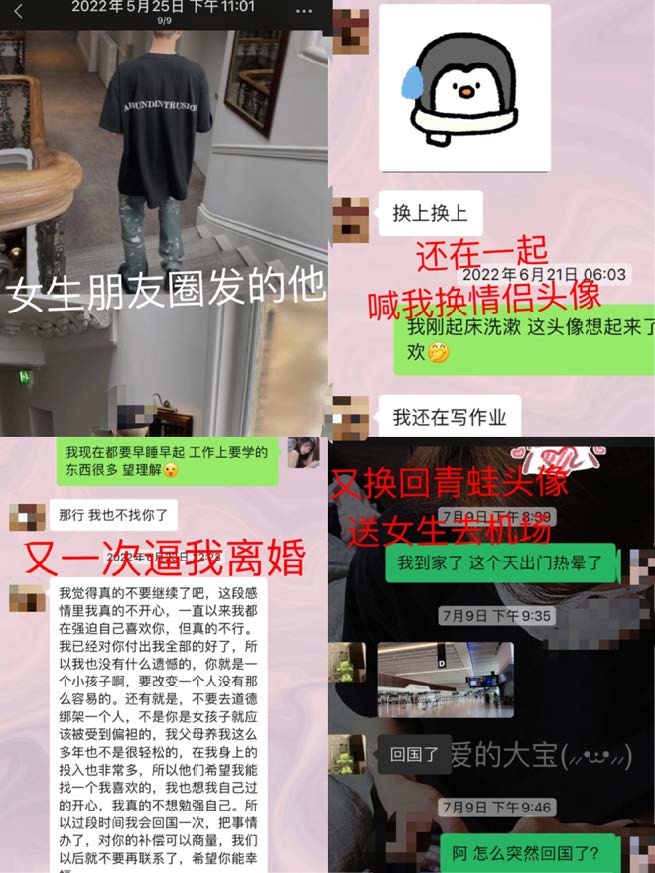 2022年5月25日 下午11:01
9/9
AROUNDINTRUSION
女生朋友圈发的他
换上换上
还在一起
2022年6月21日 06:03
喊我换情侣头像
我刚起床洗漱 这头像想起来了
欢
我还在写作业
我现在都要早睡早起 工作上要学的
东西很多 望理解
那行 我也不找你了
又一次逼我离婚
我觉得真的不要继续了吧，这段感
情里我真的不开心，一直以来我都
在强迫自己喜欢你，但真的不行。
我已经对你付出我全部的好了，所
以我也没有什么遗憾的，你就是一
个小孩子啊，要改变一个人没有那
么容易的。还有就是，不要去道德
绑架一个人，不是你是女孩子就应
该被受到偏袒的，我父母养我这么
多年也不是很轻松的，在我身上的
投入也非常多，所以他们希望我能
找一个我喜欢的，我也想我自己过
的开心，我真的不想勉强自己。所
以过段时间我会回国一次，把事情
办了，对你的补偿可以商量，我们
以后就不要再联系了，希望你能幸
又换回青蛙头像
送女生去机场
我到家了 这个天出门热晕了
7月9日 下午9:35
D
回国了
爱的大宝
7月9日 下午9:46
阿 怎么突然回国了？